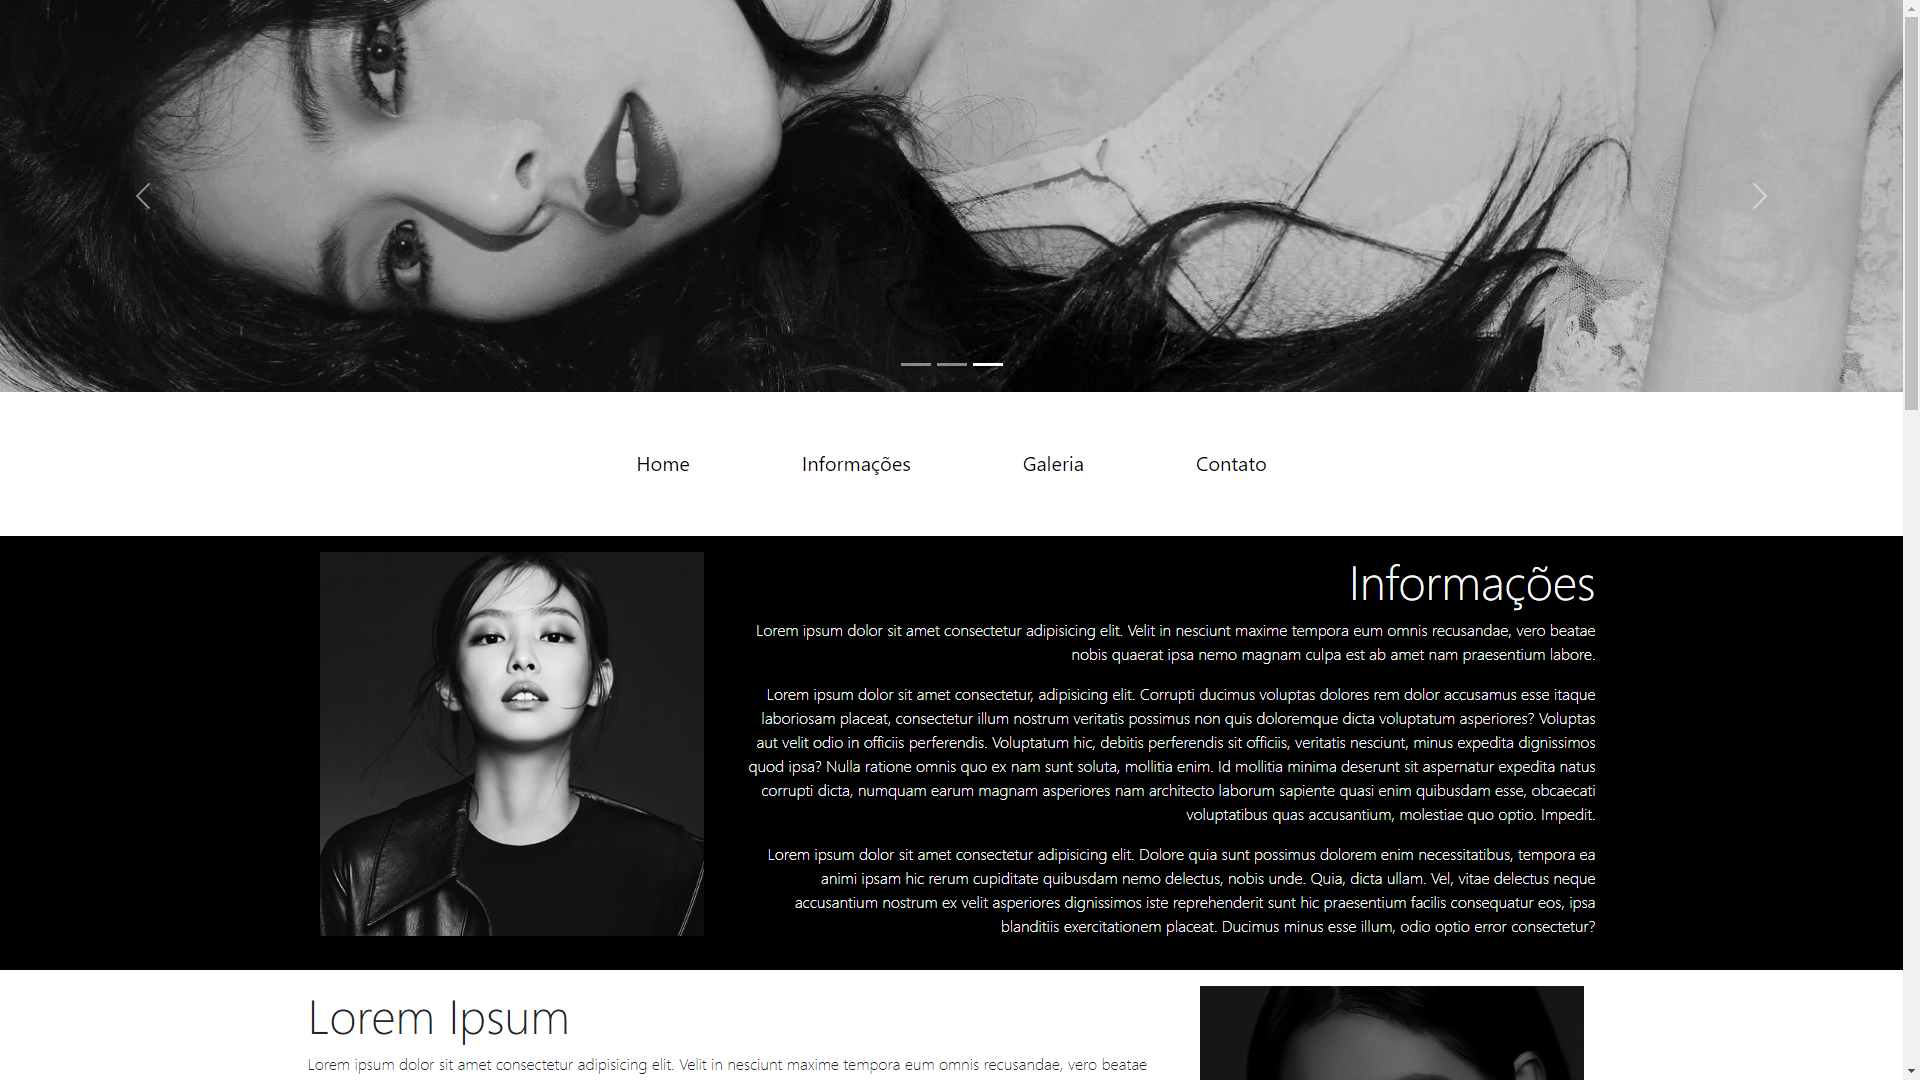 Home Informações Galeria Contato
Informações
Lorem ipsum dolor sit amet consectetur adipisicing elit. Velit in nesciunt maxime tempora eum omnis recusandae, vero beatae
nobis quaerat ipsa nemo magnam culpa est ab amet nam praesentium labore.
Lorem ipsum dolor sit amet consectetur, adipisicing elit. Corrupti ducimus voluptas dolores rem dolor accusamus esse itaque
laboriosam placeat, consectetur illum nostrum veritatis possimus non quis doloremque dicta voluptatum asperiores? Voluptas
aut velit odio in officiis perferendis. Voluptatum hic, debitis perferendis sit officiis, veritatis nesciunt, minus expedita dignissimos
quod ipsa? Nulla ratione omnis quo ex nam sunt soluta, mollitia enim. Id mollitia minima deserunt sit aspernatur expedita natus
corrupti dicta, numquam earum magnam asperiores nam architecto laborum sapiente quasi enim quibusdam esse, obcaecati
voluptatibus quas accusantium, molestiae quo optio. Impedit.
Lorem ipsum dolor sit amet consectetur adipisicing elit. Dolore quia sunt possimus dolorem enim necessitatibus, tempora ea
animi ipsam hic rerum cupiditate quibusdam nemo delectus, nobis unde. Quia, dicta ullam. Vel, vitae delectus neque
accusantium nostrum ex velit asperiores dignissimos iste reprehenderit sunt hic praesentium facilis consequatur eos, ipsa
blanditiis exercitationem placeat. Ducimus minus esse illum, odio optio error consectetur?
Lorem Ipsum
Lorem ipsum dolor sit amet consectetur adipisicing elit. Velit in nesciunt maxime tempora eum omnis recusandae, vero beatae